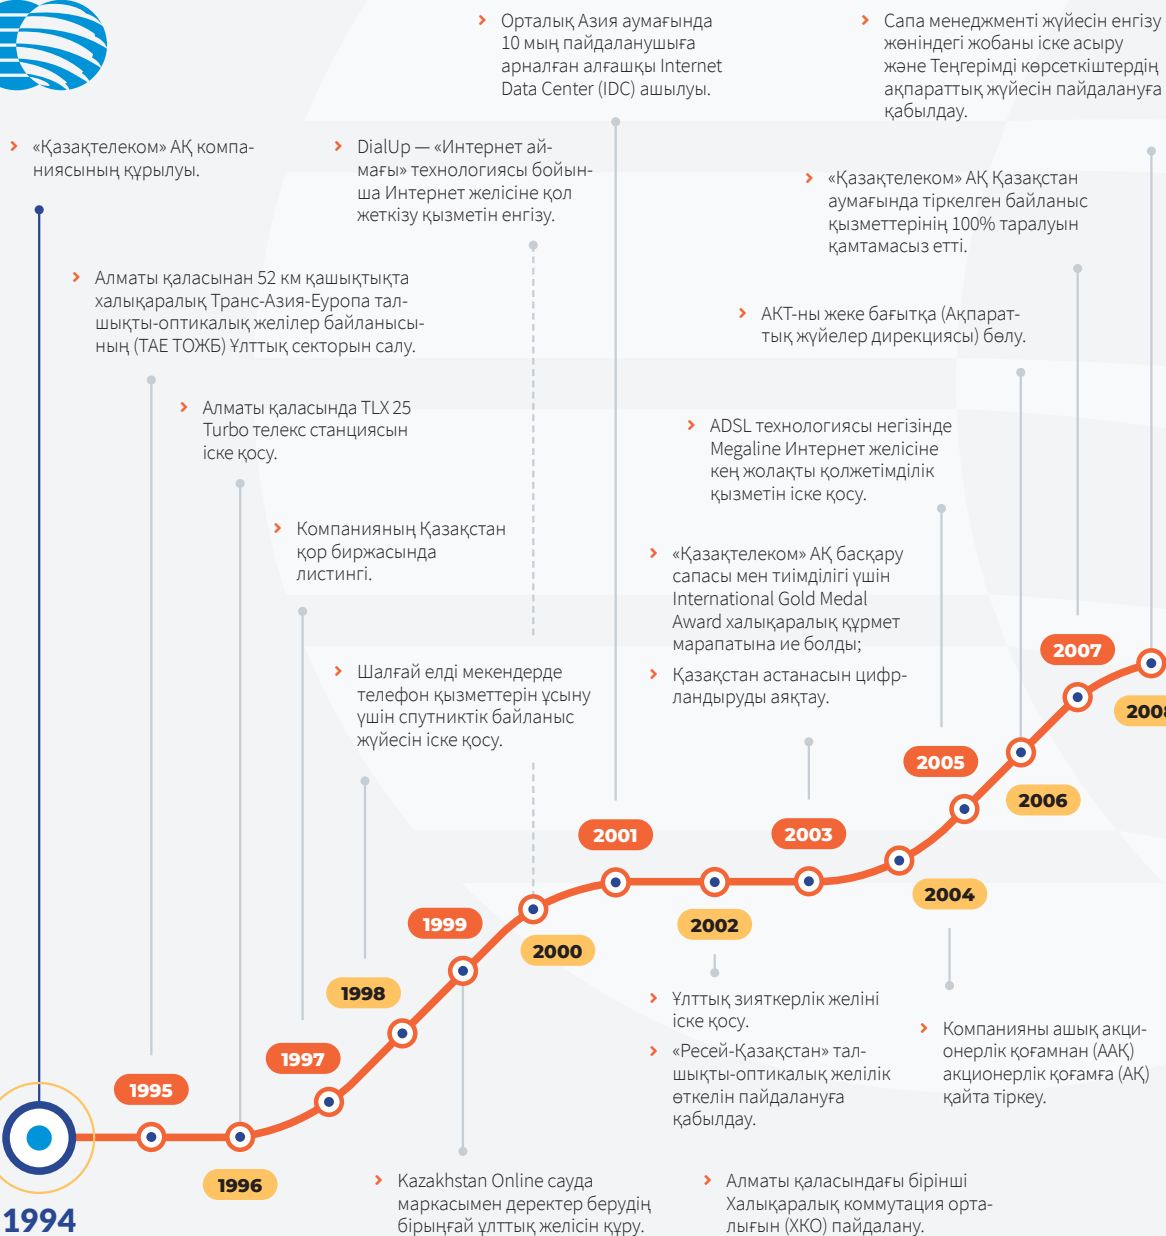 «Қазақтелеком» АҚ компа-
ниясының құрылуы.
1994
Алматы қаласынан 52 км қашықтықта
халықаралық Транс-Азия-Еуропа тал-
шықты-оптикалық желілер байланысы-
ның (ТАЕ ТОЖБ) Ұлттық секторын салу.
1995
Алматы қаласында TLX 25
Turbo телекс станциясын
іске қосу.
1996
Компанияның Қазақстан
қор биржасында
листингі.
1997
Шалғай елді мекендерде
телефон қызметтерін ұсыну
үшін спутниктік байланыс
жүйесін іске қосу.
1998
1999
Kazakhstan Online сауда
маркасымен деректер берудің
бірыңғай ұлттық желісін құру.
DialUp — «Интернет ай-
мағы» технологиясы бойын-
ша Интернет желісіне қол
жеткізу қызметін енгізу.
2000
Орталық Азия аумағында
10 мың пайдаланушыға
арналған алғашқы Internet
Data Center (IDC) ашылуы.
2001
2002
Ұлттық зияткерлік желіні
іске қосу.
«Ресей-Қазақстан» тал-
шықты-оптикалық желілік
өткелін пайдалануға
қабылдау.
Алматы қаласындағы бірінші
Халықаралық коммутация орта-
лығын (ХКО) пайдалану.
«Қазақтелеком» АҚ басқару
сапасы мен тиімділігі үшін
International Gold Medal
Award халықаралық құрмет
марапатына ие болды;
Қазақстан астанасын цифр-
ландыруды аяқтау.
2003
2004
Компанияны ашық акци-
онерлік қоғамнан (ААҚ)
акционерлік қоғамға (АҚ)
қайта тіркеу.
ADSL технологиясы негізінде
Megaline Интернет желісіне
кең жолақты қолжетімділік
қызметін іске қосу.
2005
АКТ-ны жеке бағытқа (Ақпарат-
тық жүйелер дирекциясы) бөлу.
2006
«Қазақтелеком» АҚ Қазақстан
аумағында тіркелген байланыс
қызметтерінің 100% таралуын
қамтамасыз етті.
2007
Сапа менеджменті жүйесін енгізу
жөніндегі жобаны іске асыру
және Теңгерімді көрсеткіштердің
ақпараттық жүйесін пайдалануға
қабылдау.
2008